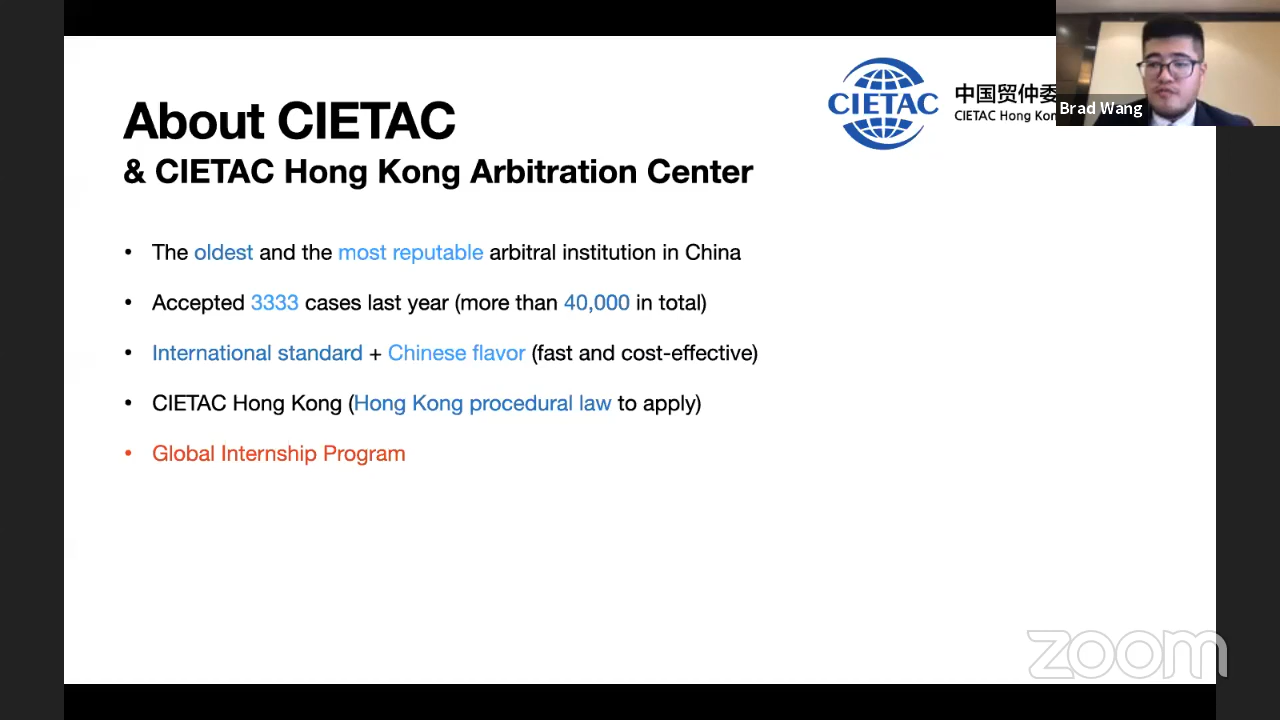 About CIETAC
& CIETAC Hong Kong Arbitration Center
CIETAC
中国贸仲委
CIETAC Hong Kon
Brad Wang
• The oldest and the most reputable arbitral institution in China
• Accepted 3333 cases last year (more than 40,000 in total)
• International standard + Chinese flavor (fast and cost-effective)
• CIETAC Hong Kong (Hong Kong procedural law to apply)
• Global Internship Program
zoom